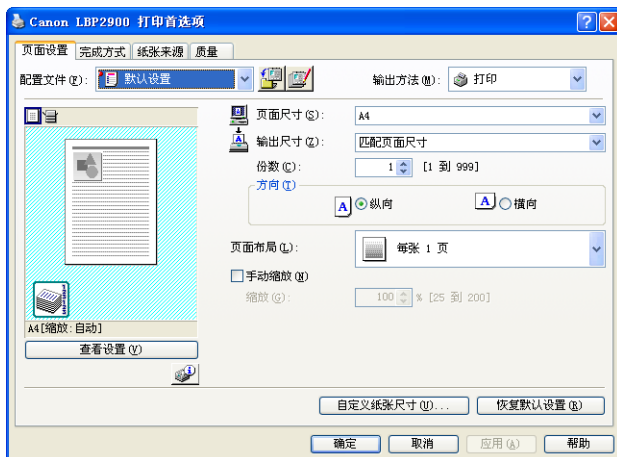 Canon LBP2900 打印首选项
页面设置 完成方式 纸张来源 质量
配置文件(F): 默认设置 输出方法(M): 打印
页面尺寸(S): A4
输出尺寸(Z): 匹配页面尺寸
份数(C): 1 [1 到 999]
方向(T)
A 纵向 A 横向
页面布局(L): 每张 1 页
手动缩放(N)
缩放(G): 100 % [25 到 200]
A4[缩放:自动]
查看设置(V)
自定义纸张尺寸(U)... 恢复默认设置(R)
确定 取消 应用(A) 帮助